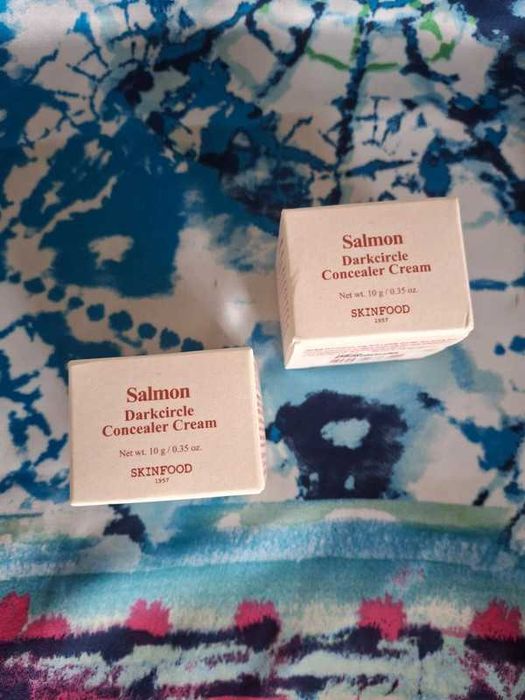 Salmon
Darkcircle
Concealer Cream
Net wt. 10 g / 0.35 oz.
SKINFOOD
1957
Salmon
Darkcircle
Concealer Cream
Net wt. 10 g / 0.35 oz.
SKINFOOD
1957